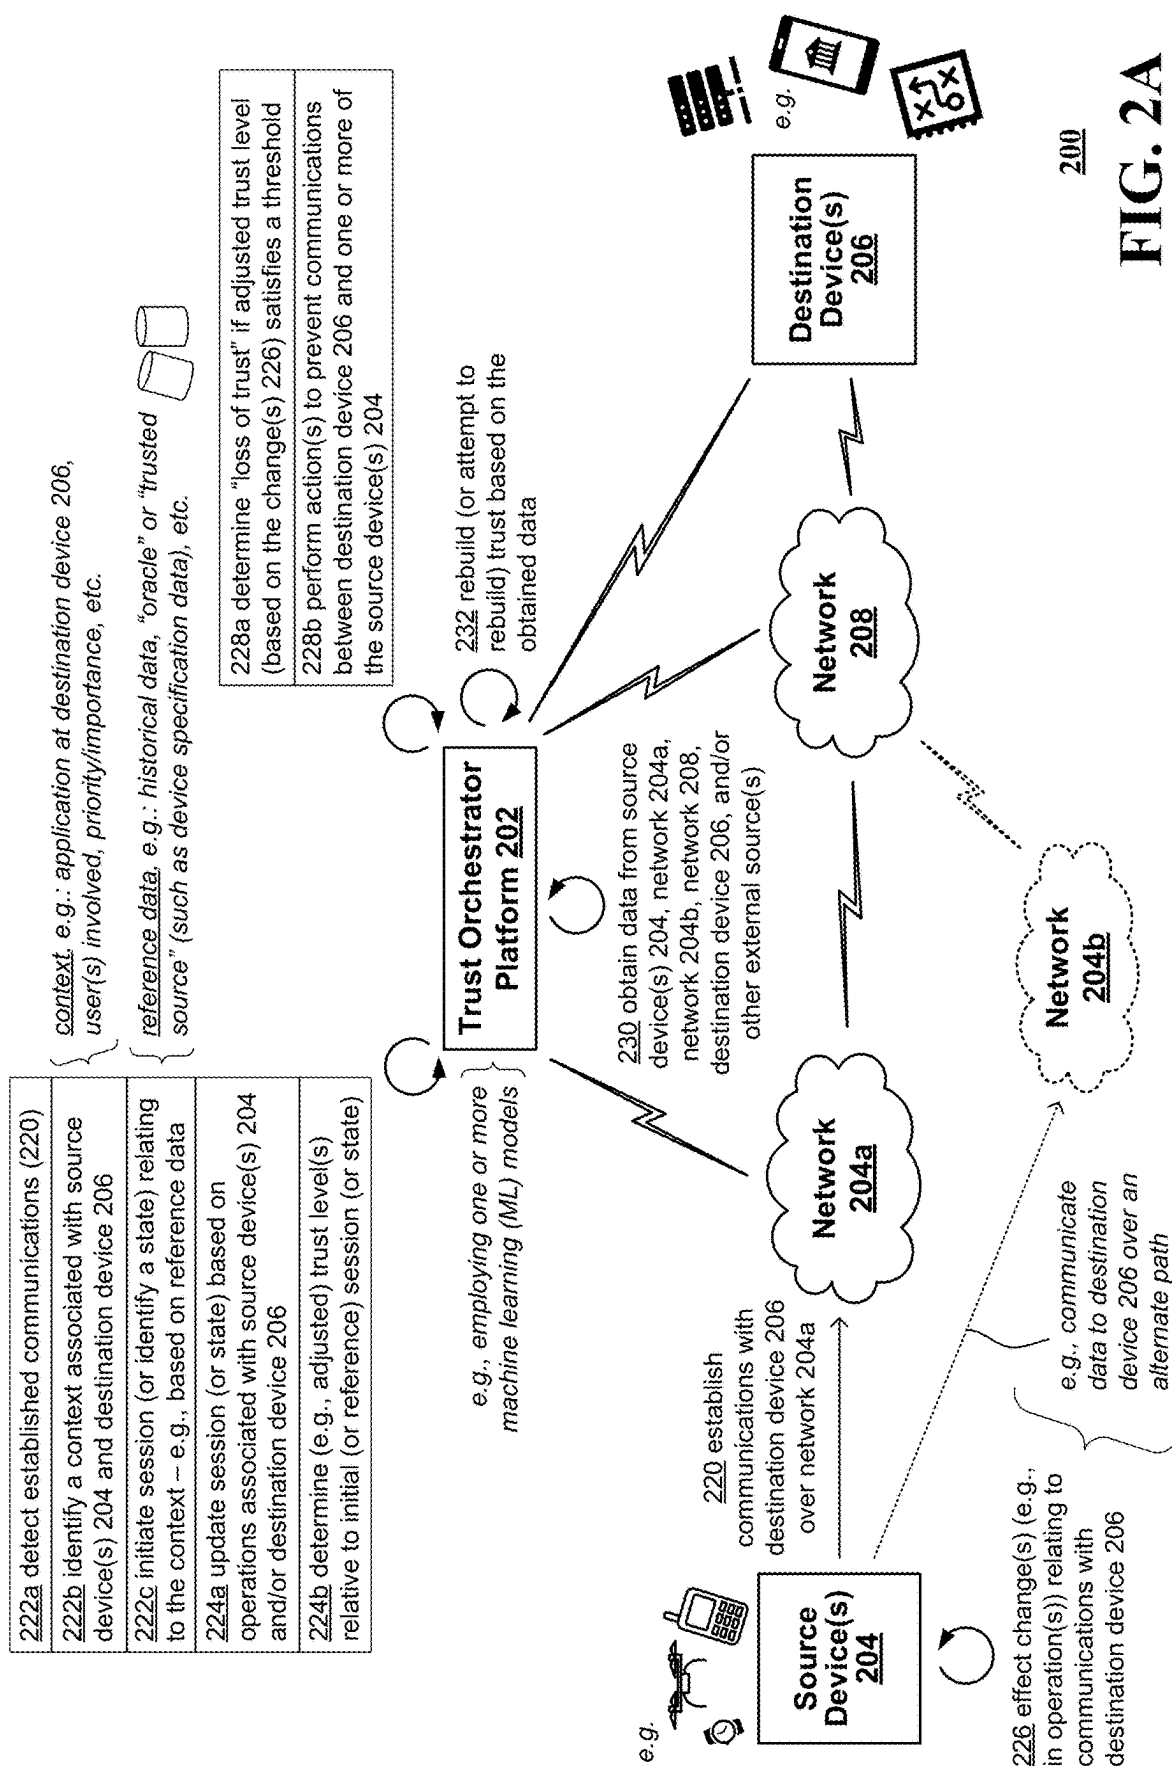 222a detect established communications (220)
222b identify a context associated with source
device(s) 204 and destination device 206
222c initiate session (or identify a state) relating
to the context – e.g., based on reference data
224a update session (or state) based on
operations associated with source device(s) 204
and/or destination device 206
224b determine (e.g., adjusted) trust level(s)
relative to initial (or reference) session (or state)
context, e.g.: application at destination device 206,
user(s) involved, priority/importance, etc.
reference data, e.g.: historical data, “oracle” or “trusted
source” (such as device specification data), etc.
228a determine “loss of trust” if adjusted trust level
(based on the change(s) 226) satisfies a threshold
228b perform action(s) to prevent communications
between destination device 206 and one or more of
the source device(s) 204
e.g., employing one or more
machine learning (ML) models
Trust Orchestrator
Platform 202
232 rebuild (or attempt to
rebuild) trust based on the
obtained data
230 obtain data from source
device(s) 204, network 204a,
network 204b, network 208,
destination device 206, and/or
other external source(s)
e.g.
Source
Device(s)
204
220 establish
communications with
destination device 206
over network 204a
Network
204a
Network
208
Destination
Device(s)
206
e.g.
226 effect change(s) (e.g.,
in operation(s)) relating to
communications with
destination device 206
e.g., communicate
data to destination
device 206 over an
alternate path
Network
204b
200
FIG. 2A